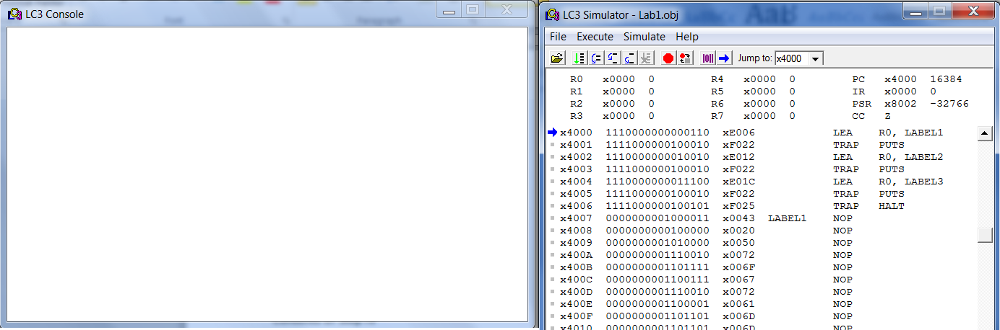 LC3 Console
LC3 Simulator - Lab1.obj
File Execute Simulate Help
Jump to: x4000
R0 x0000 0 R4 x0000 0 PC x4000 16384
R1 x0000 0 R5 x0000 0 IR x0000 0
R2 x0000 0 R6 x0000 0 PSR x8002 -32766
R3 x0000 0 R7 x0000 0 CC Z
x4000 1110000000000110 xE006 LEA R0, LABEL1
x4001 1111000000100010 xF022 TRAP PUTS
x4002 1110000000010010 xE012 LEA R0, LABEL2
x4003 1111000000100010 xF022 TRAP PUTS
x4004 1110000000011100 xE01C LEA R0, LABEL3
x4005 1111000000100010 xF022 TRAP PUTS
x4006 1111000000100101 xF025 TRAP HALT
x4007 0000000001000011 x0043 LABEL1 NOP
x4008 0000000000100000 x0020 NOP
x4009 0000000001010000 x0050 NOP
x400A 0000000001110010 x0072 NOP
x400B 0000000001101111 x006F NOP
x400C 0000000001100111 x0067 NOP
x400D 0000000001110010 x0072 NOP
x400E 0000000001100001 x0061 NOP
x400F 0000000001101101 x006D NOP
x4010 0000000001101101 x006D NOP